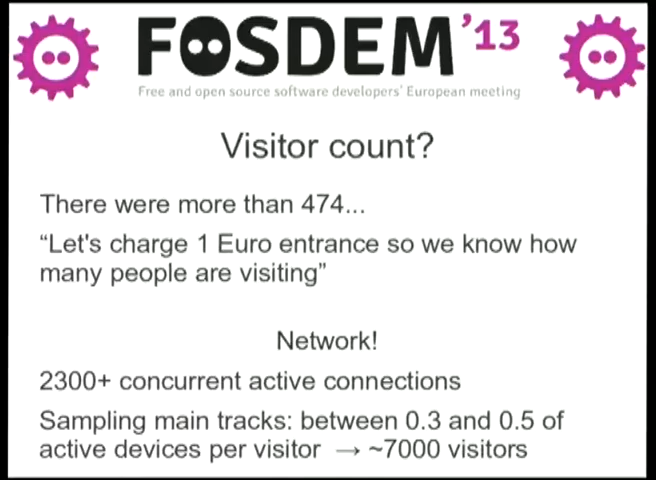 FOSDEM '13
Free and open source software developers' European meeting
Visitor count?
There were more than 474...
“Let's charge 1 Euro entrance so we know how
many people are visiting”
Network!
2300+ concurrent active connections
Sampling main tracks: between 0.3 and 0.5 of
active devices per visitor → ~7000 visitors